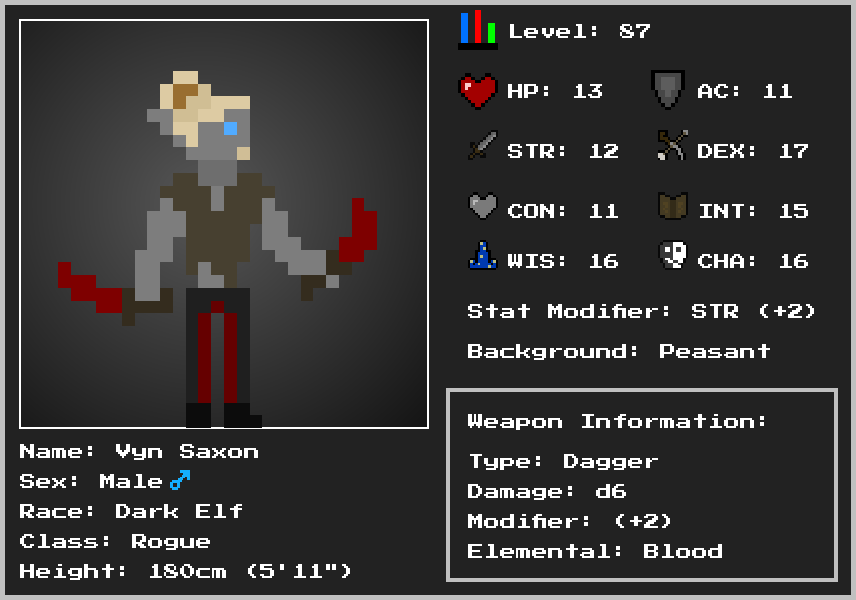 Level: 87
HP: 13
AC: 11
STR: 12
DEX: 17
CON: 11
INT: 15
WIS: 16
CHA: 16
Stat Modifier: STR (+2)
Background: Peasant
Weapon Information:
Type: Dagger
Damage: d6
Modifier: (+2)
Elemental: Blood
Name: Vyn Saxon
Sex: Male♂
Race: Dark Elf
Class: Rogue
Height: 180cm (5'11")